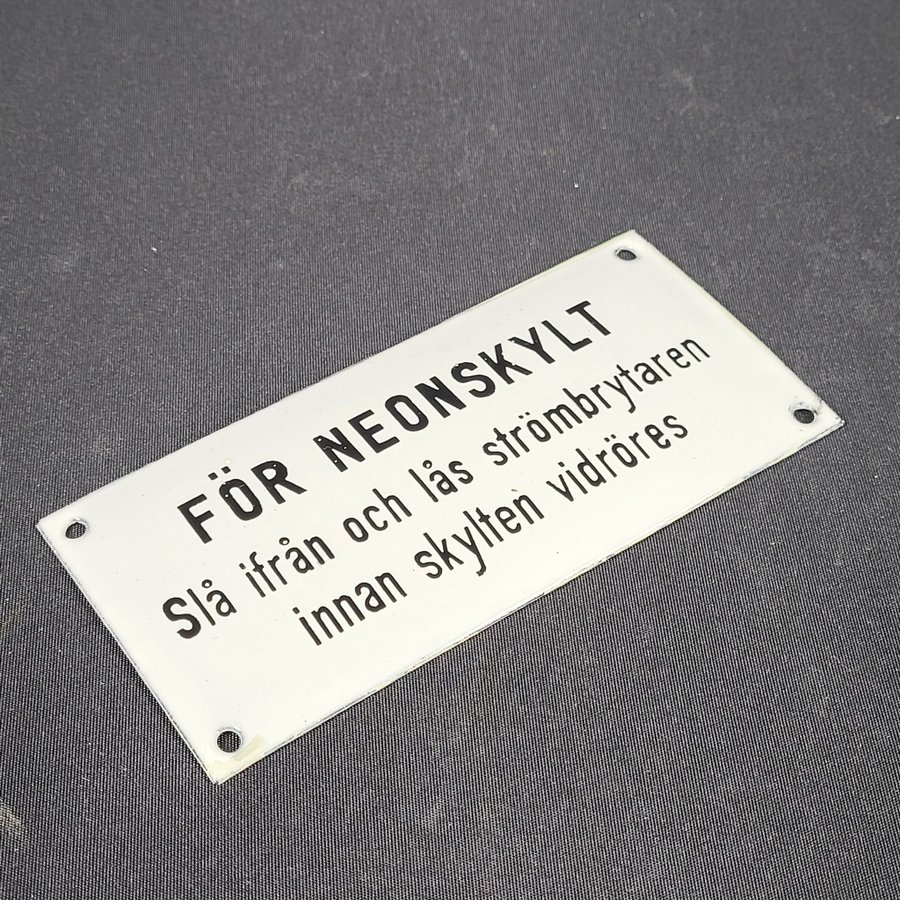 FÖR NEONSKYLT
Slå ifrån och lås strömbrytaren
innan skylten vidröres